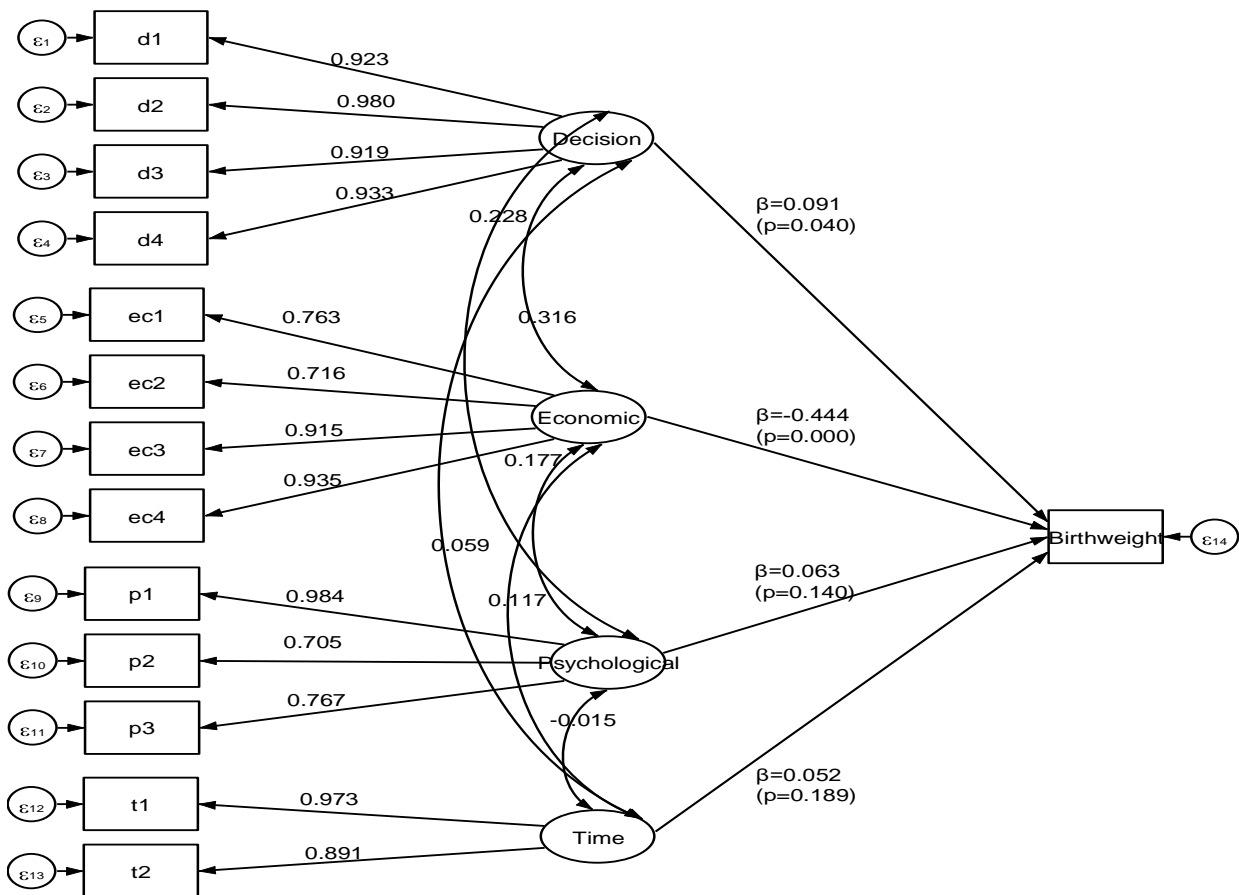 ε1
d1
0.923
ε2
d2
0.980
Decision
ε3
d3
0.919
ε4
d4
0.933
0.228
β=0.091
(p=0.040)
ε5
ec1
0.763
0.316
ε6
ec2
0.716
Economic
β=-0.444
(p=0.000)
ε7
ec3
0.915
0.177
ε8
ec4
0.935
0.059
Birthweight
ε14
ε9
p1
0.984
0.117
β=0.063
(p=0.140)
ε10
p2
0.705
Psychological
ε11
p3
0.767
-0.015
ε12
t1
0.973
β=0.052
(p=0.189)
Time
ε13
t2
0.891